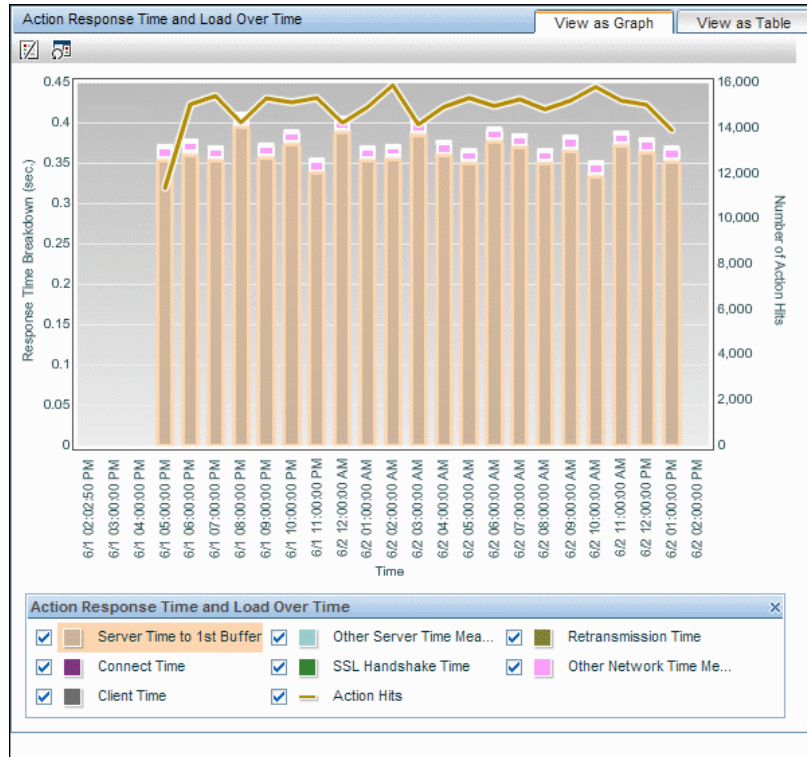 Action Response Time and Load Over Time
View as Graph
View as Table
0.45
0.4
0.35
0.3
0.25
0.2
0.15
0.1
0.05
0
Response Time Breakdown (sec.)
16,000
14,000
12,000
10,000
8,000
6,000
4,000
2,000
0
Number of Action Hits
6/1 02:02:50 PM
6/1 03:00:00 PM
6/1 04:00:00 PM
6/1 05:00:00 PM
6/1 06:00:00 PM
6/1 07:00:00 PM
6/1 08:00:00 PM
6/1 09:00:00 PM
6/1 10:00:00 PM
6/1 11:00:00 PM
6/2 12:00:00 AM
6/2 01:00:00 AM
6/2 02:00:00 AM
6/2 03:00:00 AM
6/2 04:00:00 AM
6/2 05:00:00 AM
6/2 06:00:00 AM
6/2 07:00:00 AM
6/2 08:00:00 AM
6/2 09:00:00 AM
6/2 10:00:00 AM
6/2 11:00:00 AM
6/2 12:00:00 PM
6/2 01:00:00 PM
6/2 02:00:00 PM
Time
Action Response Time and Load Over Time
Server Time to 1st Buffer
Other Server Time Mea...
Retransmission Time
Connect Time
SSL Handshake Time
Other Network Time Me...
Client Time
Action Hits